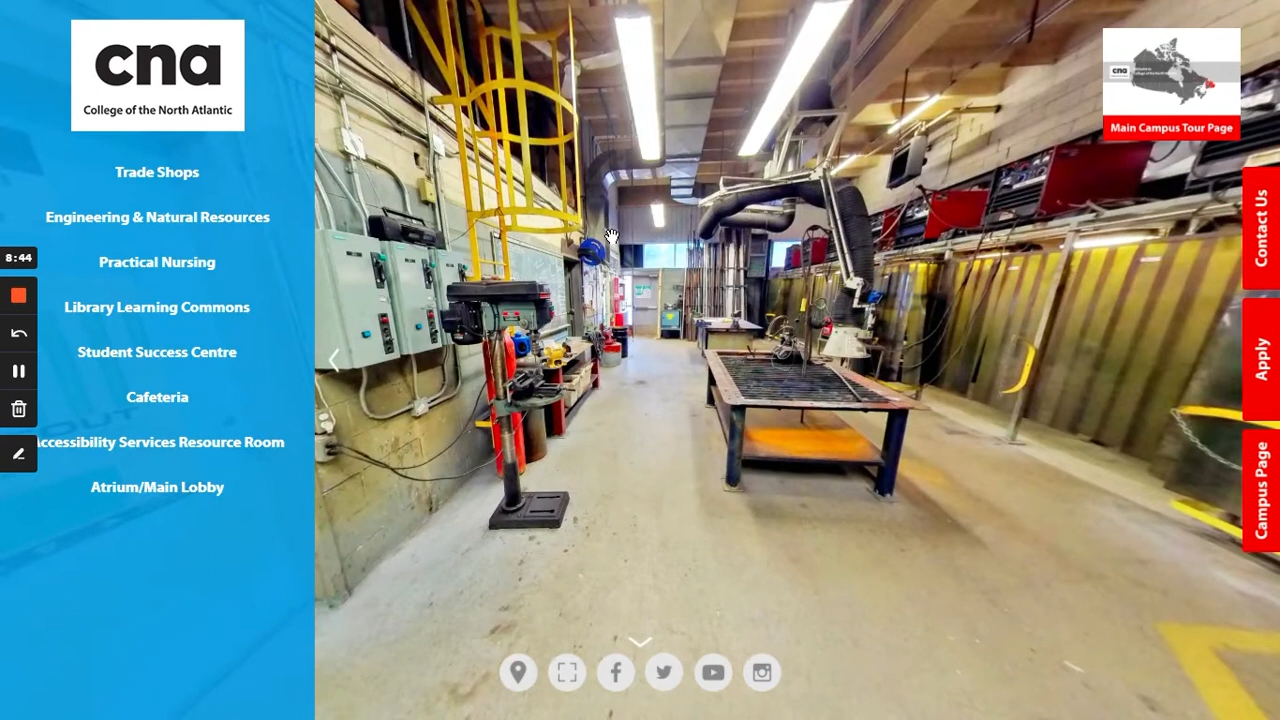 cna
College of the North Atlantic
Trade Shops
Engineering & Natural Resources
Practical Nursing
Library Learning Commons
Student Success Centre
Cafeteria
Accessibility Services Resource Room
Atrium/Main Lobby
8:44
cna
Main Campus Tour Page
Contact Us
Apply
Campus Page